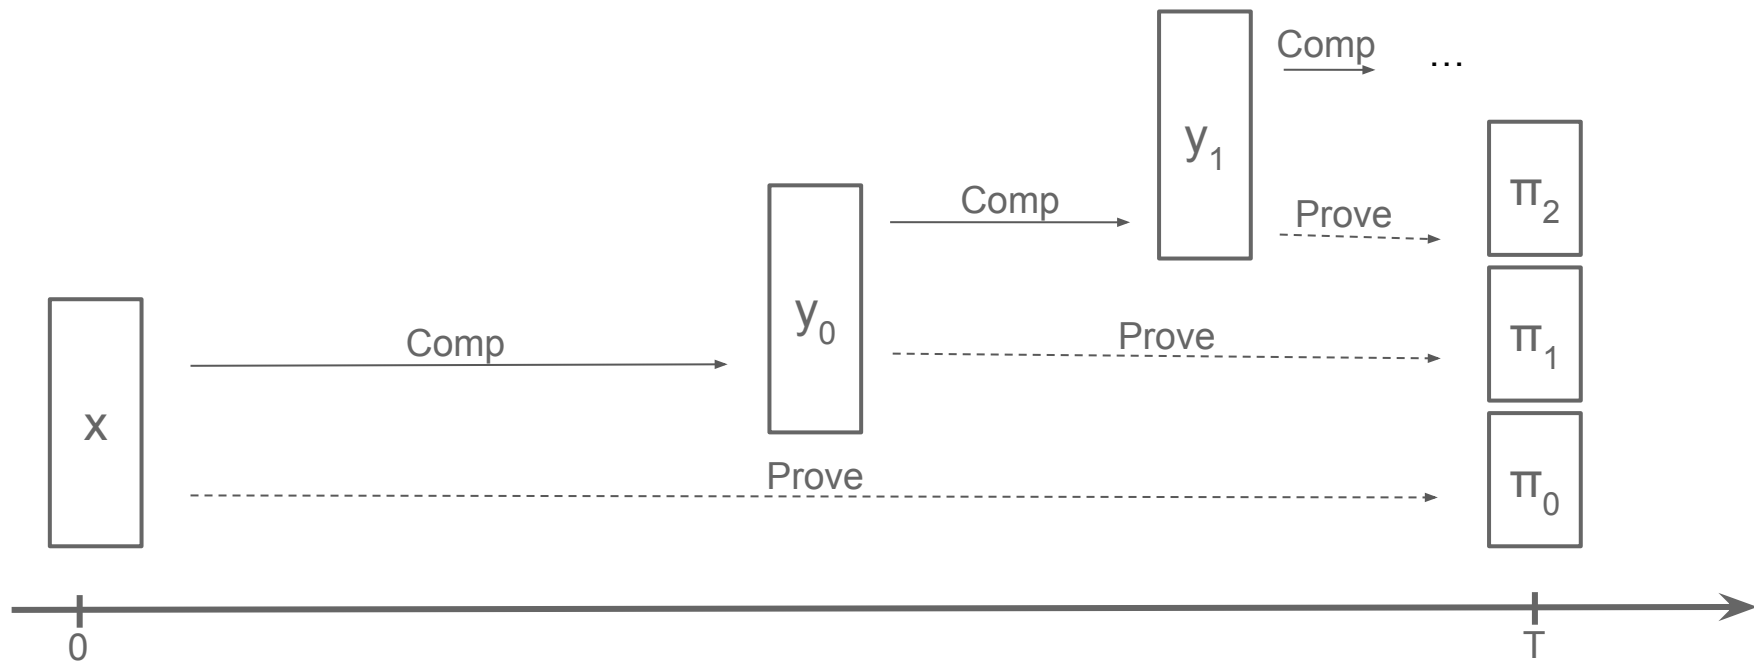 Comp …
y₁
π₂
Comp
Prove
y₀
π₁
Comp
Prove
x
Prove
π₀
0 T